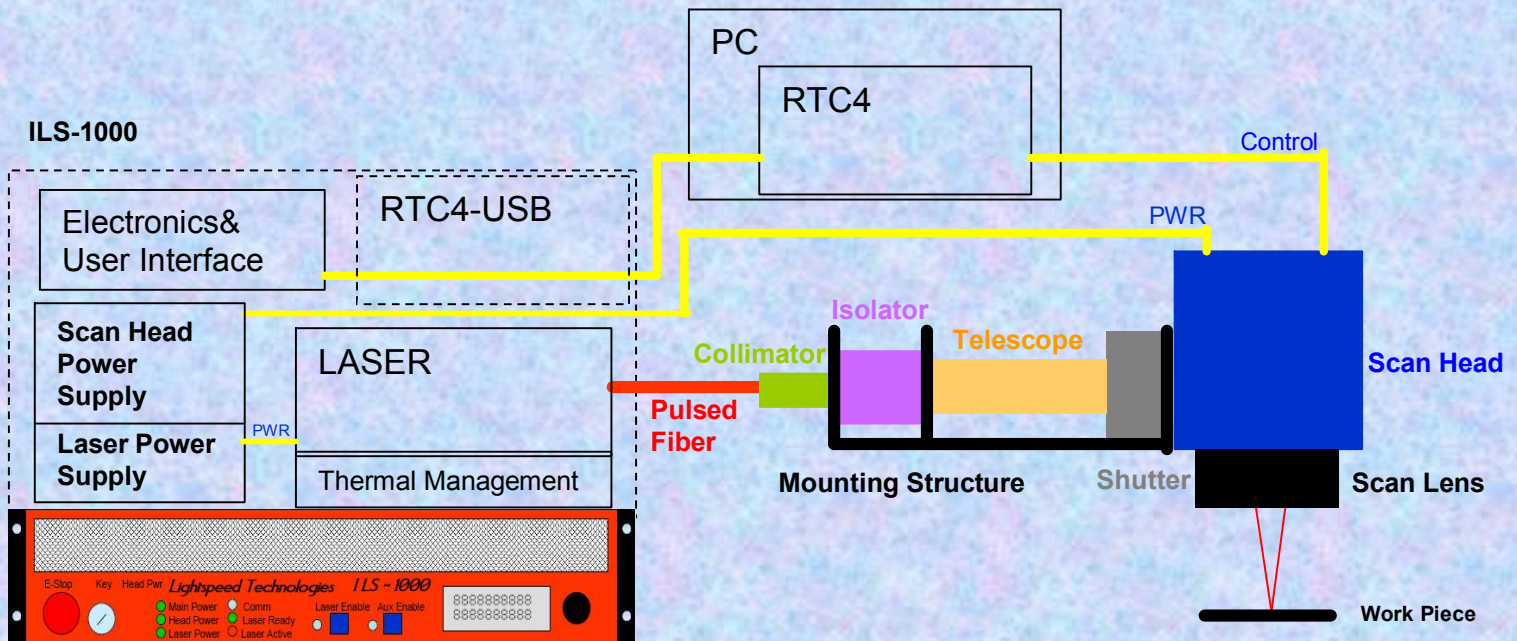 PC
RTC4
ILS-1000
Control
RTC4-USB
Electronics&
User Interface
PWR
Scan Head
Power
Supply
Isolator
LASER
Collimator
Telescope
Scan Head
Pulsed
Fiber
PWR
Laser Power
Supply
Thermal Management
Mounting Structure
Shutter
Scan Lens
E-Stop
Key
Head Pwr
Lightspeed Technologies
ILS - 1000
Main Power
Comm
Laser Enable
Aux Enable
Head Power
Laser Ready
Laser Power
Laser Active
8888888888
8888888888
Work Piece